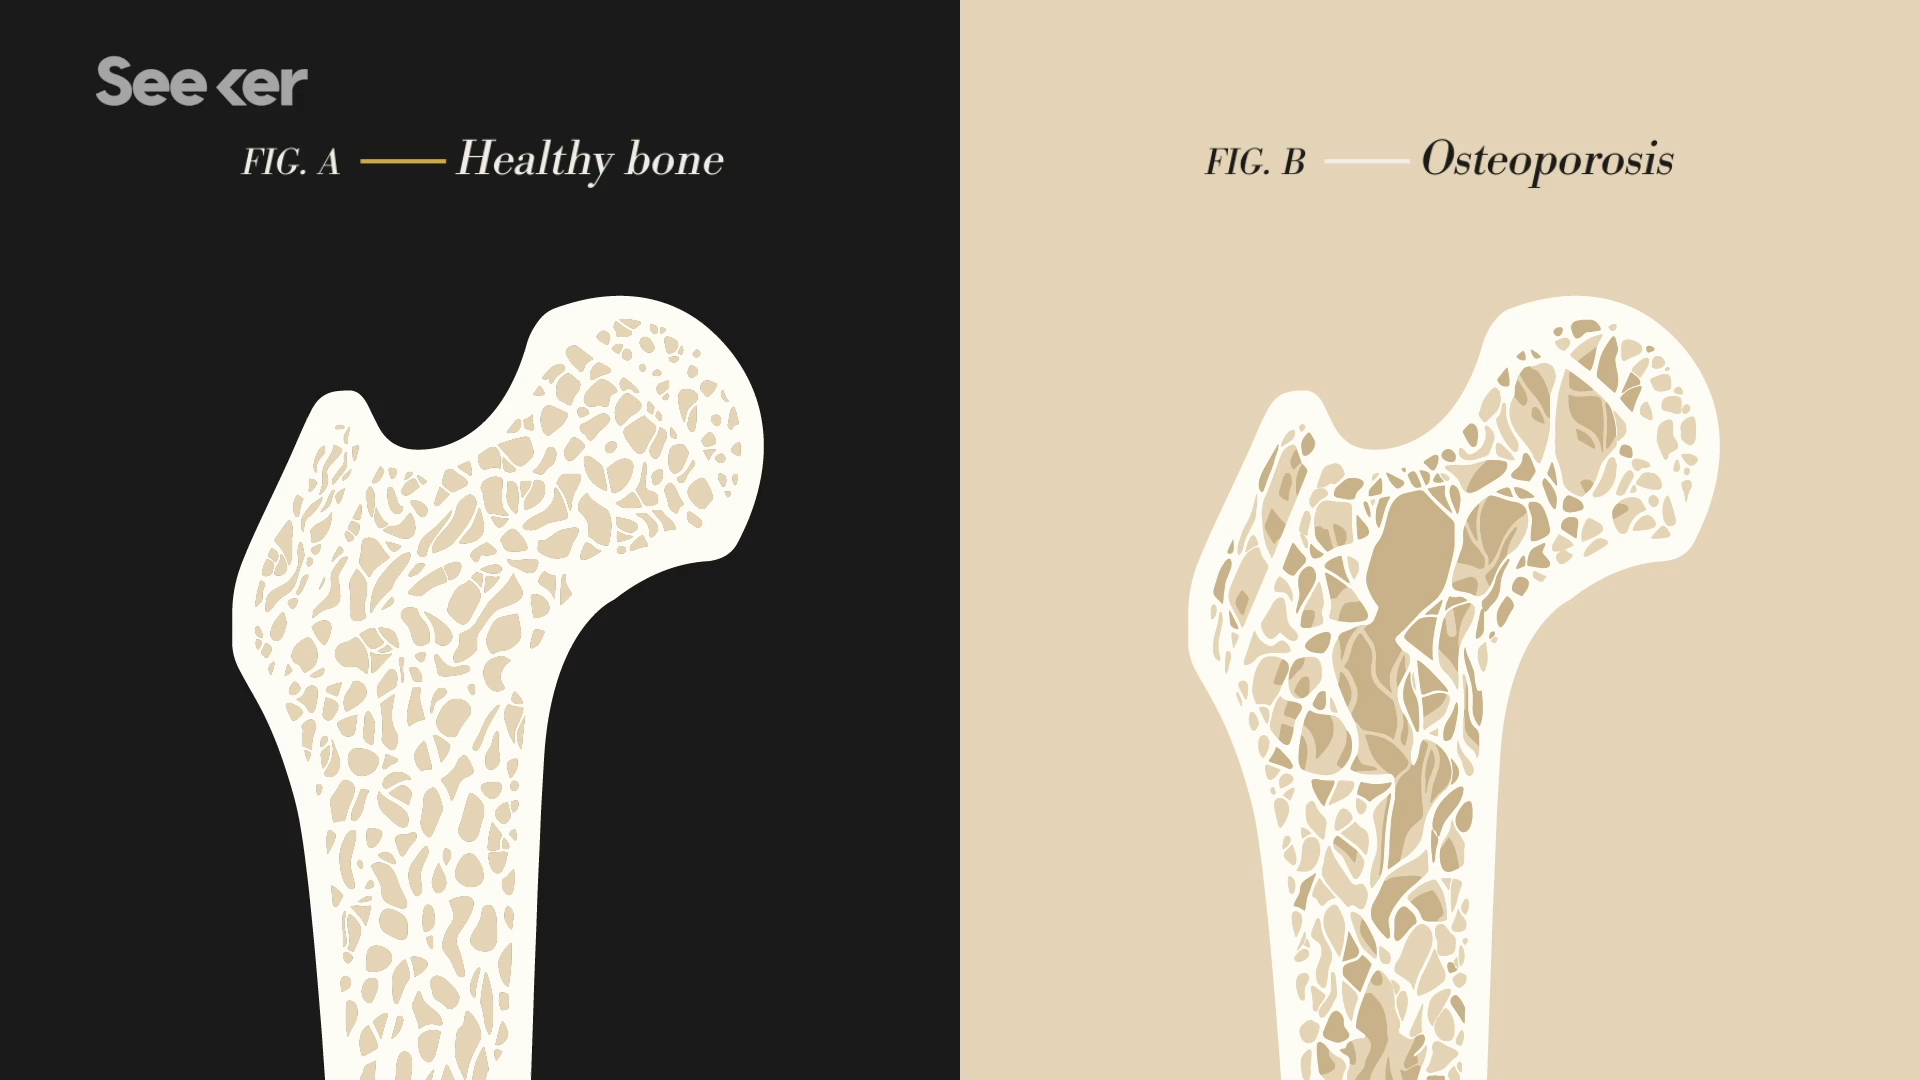 Seeker
FIG. A — Healthy bone
FIG. B — Osteoporosis